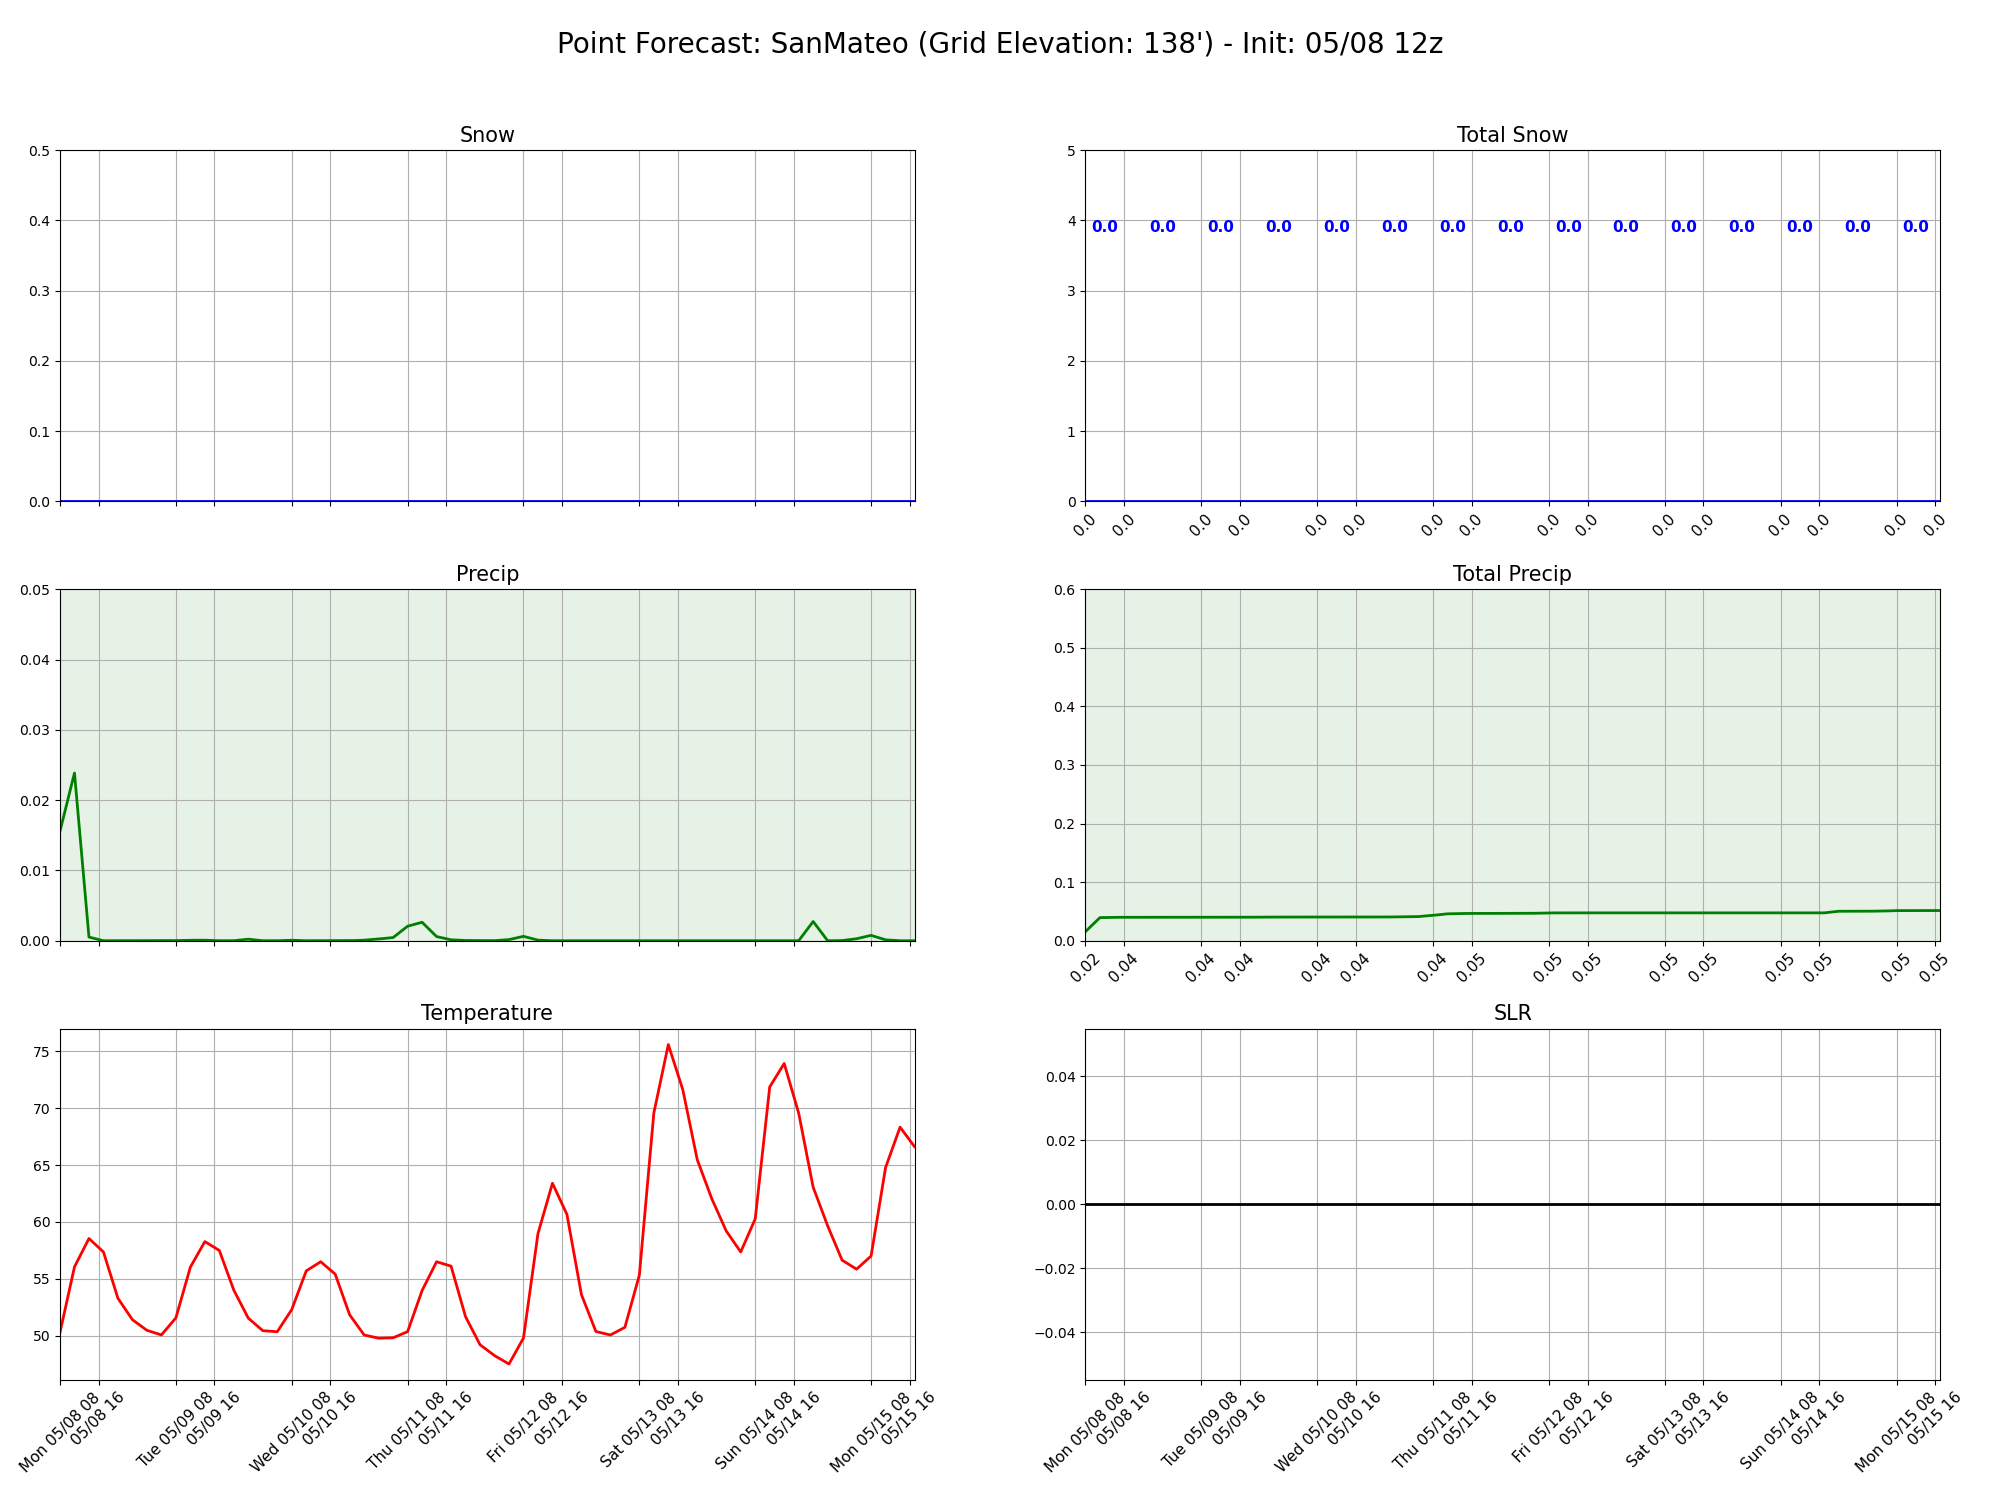 Point Forecast: SanMateo (Grid Elevation: 138') - Init: 05/08 12z
Snow
0.5
0.4
0.3
0.2
0.1
0.0
Total Snow
5
4
3
2
1
0
0.0 0.0 0.0 0.0 0.0 0.0 0.0 0.0 0.0 0.0 0.0 0.0 0.0 0.0 0.0
0.0 0.0 0.0 0.0 0.0 0.0 0.0 0.0 0.0 0.0 0.0 0.0 0.0 0.0 0.0 0.0
Precip
0.05
0.04
0.03
0.02
0.01
0.00
Total Precip
0.6
0.5
0.4
0.3
0.2
0.1
0.0
0.02 0.04 0.04 0.04 0.04 0.04 0.04 0.05 0.05 0.05 0.05 0.05 0.05 0.05 0.05 0.05
Temperature
75
70
65
60
55
50
Mon 05/08 08
05/08 16
Tue 05/09 08
05/09 16
Wed 05/10 08
05/10 16
Thu 05/11 08
05/11 16
Fri 05/12 08
05/12 16
Sat 05/13 08
05/13 16
Sun 05/14 08
05/14 16
Mon 05/15 08
05/15 16
SLR
0.04
0.02
0.00
−0.02
−0.04
Mon 05/08 08
05/08 16
Tue 05/09 08
05/09 16
Wed 05/10 08
05/10 16
Thu 05/11 08
05/11 16
Fri 05/12 08
05/12 16
Sat 05/13 08
05/13 16
Sun 05/14 08
05/14 16
Mon 05/15 08
05/15 16